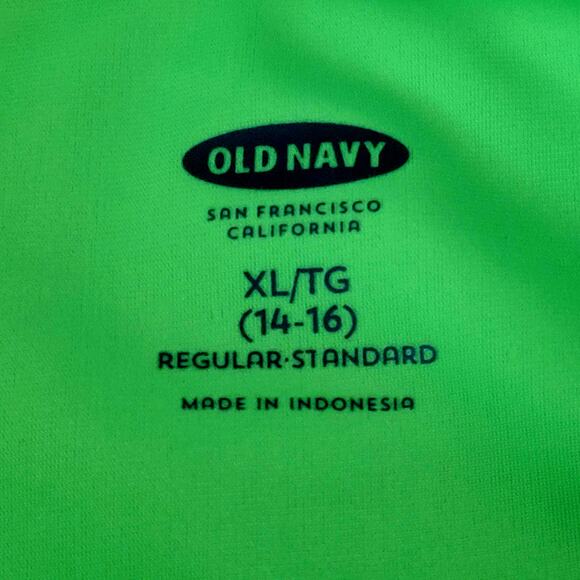 OLD NAVY
SAN FRANCISCO
CALIFORNIA
XL/TG
(14-16)
REGULAR·STANDARD
MADE IN INDONESIA